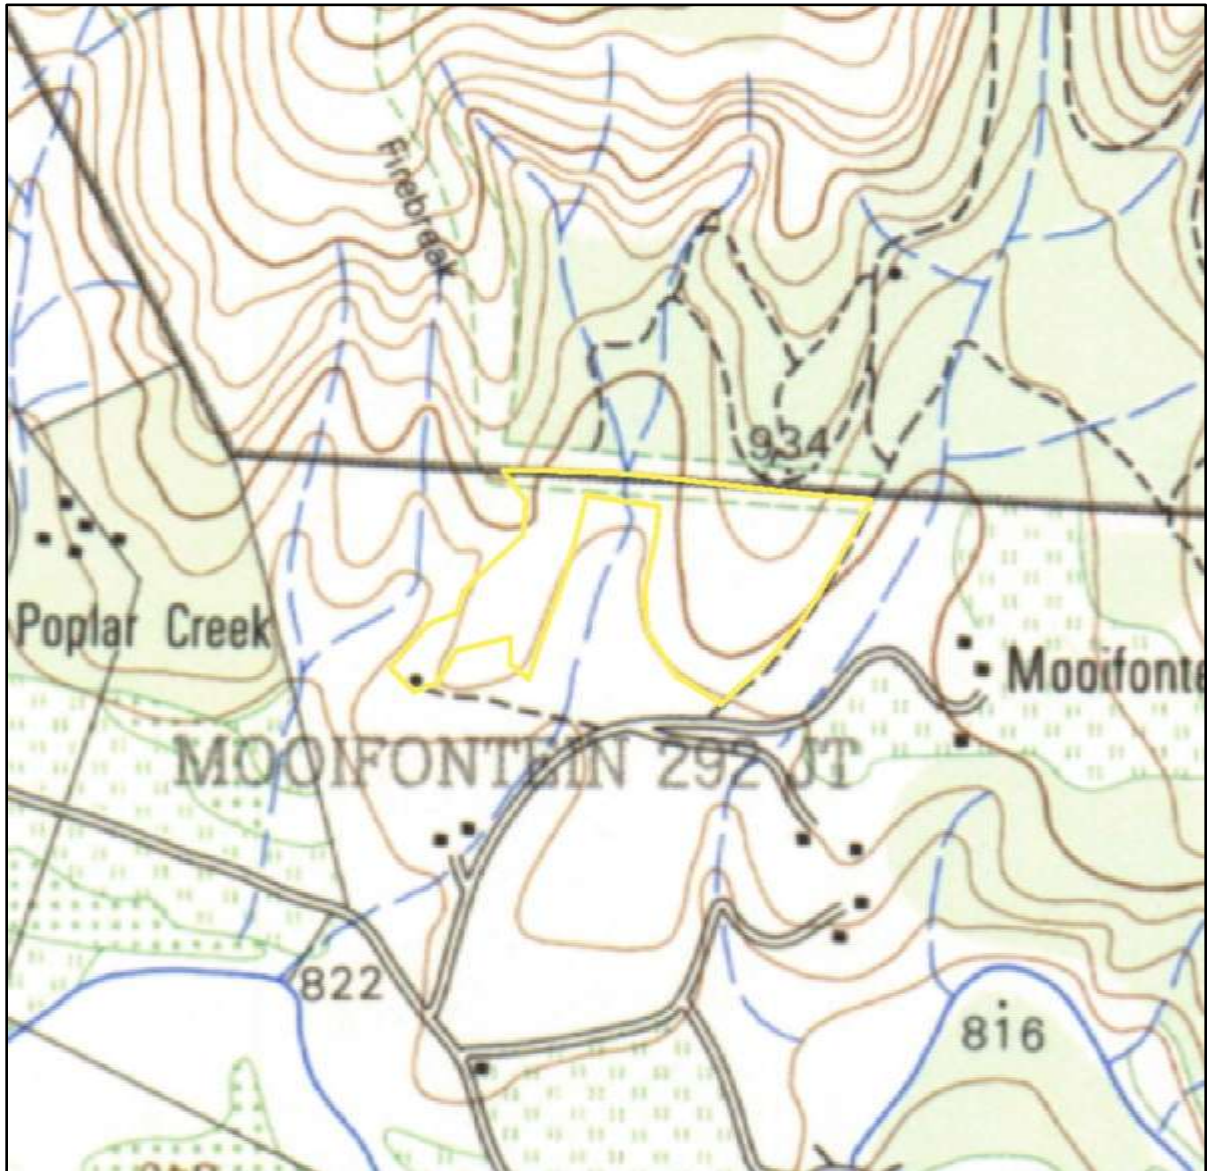 Firebreak
934
Poplar Creek
Mooifonte
MOOIFONTEIN 292 JT
822
816